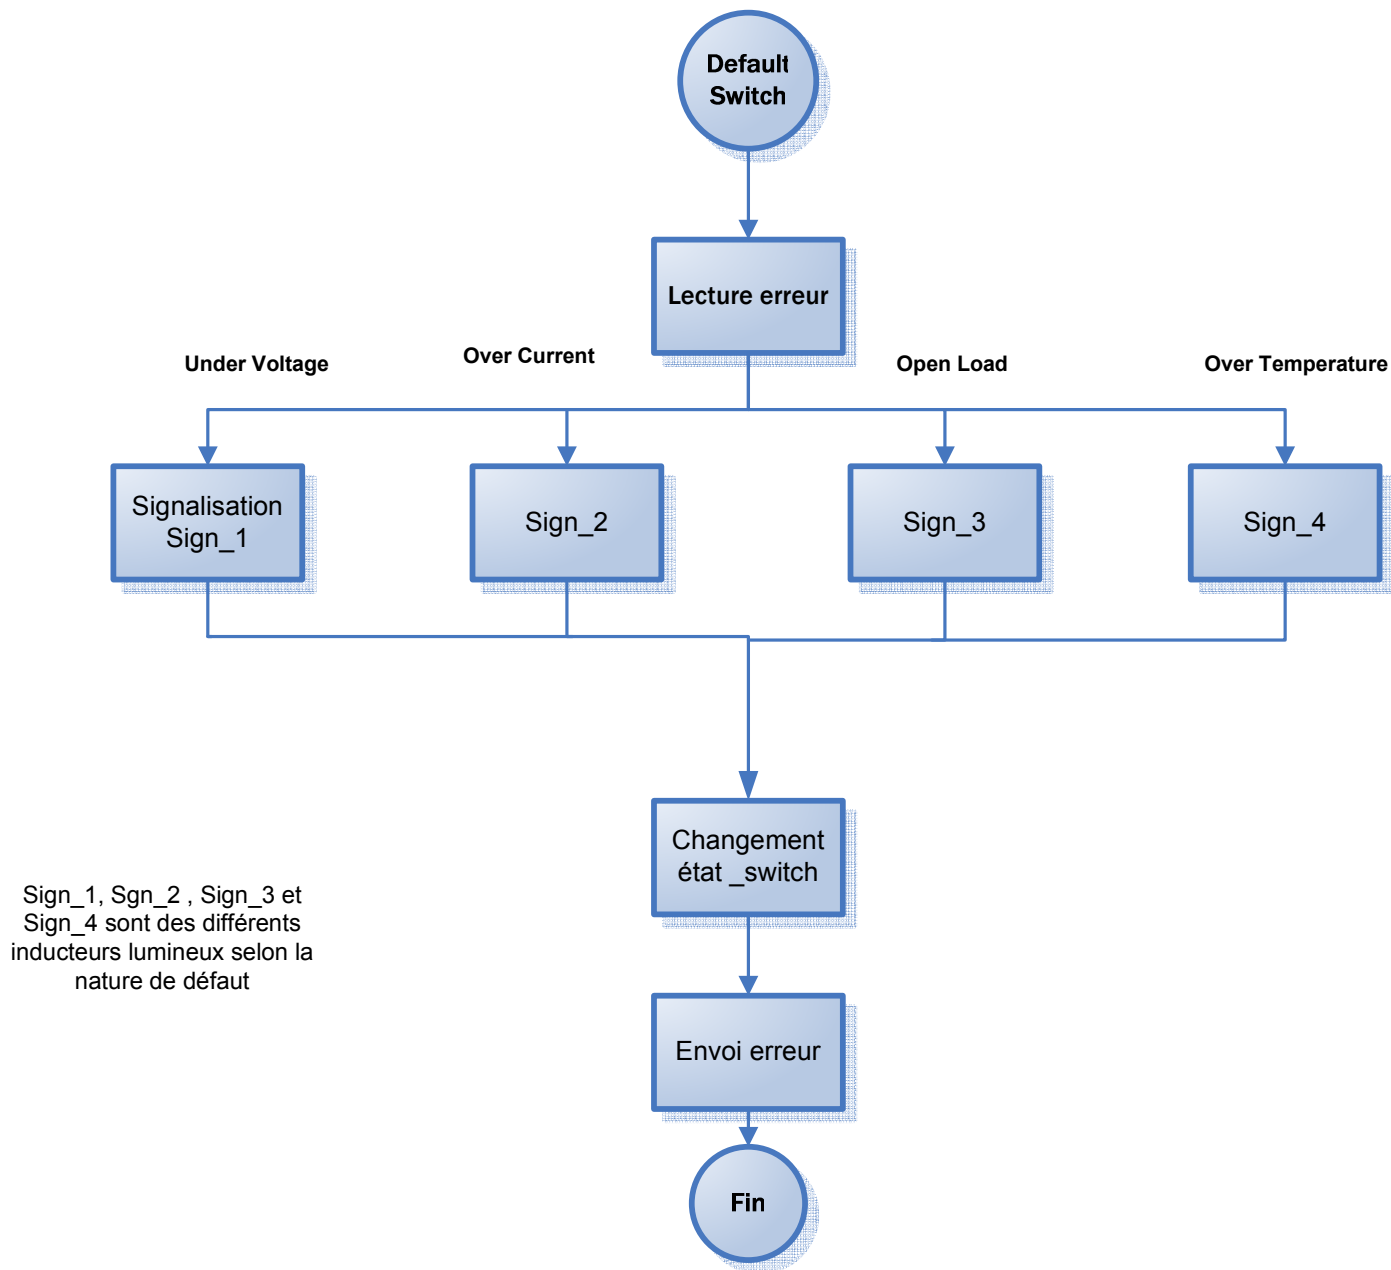 Default
Switch
Lecture erreur
Under Voltage
Over Current
Open Load
Over Temperature
Signalisation
Sign_1
Sign_2
Sign_3
Sign_4
Changement
état _switch
Sign_1, Sgn_2 , Sign_3 et
Sign_4 sont des différents
inducteurs lumineux selon la
nature de défaut
Envoi erreur
Fin